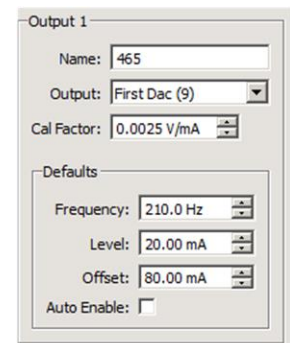 Output 1
Name: 465
Output: First Dac (9)
Cal Factor: 0.0025 V/mA
Defaults
Frequency: 210.0 Hz
Level: 20.00 mA
Offset: 80.00 mA
Auto Enable: